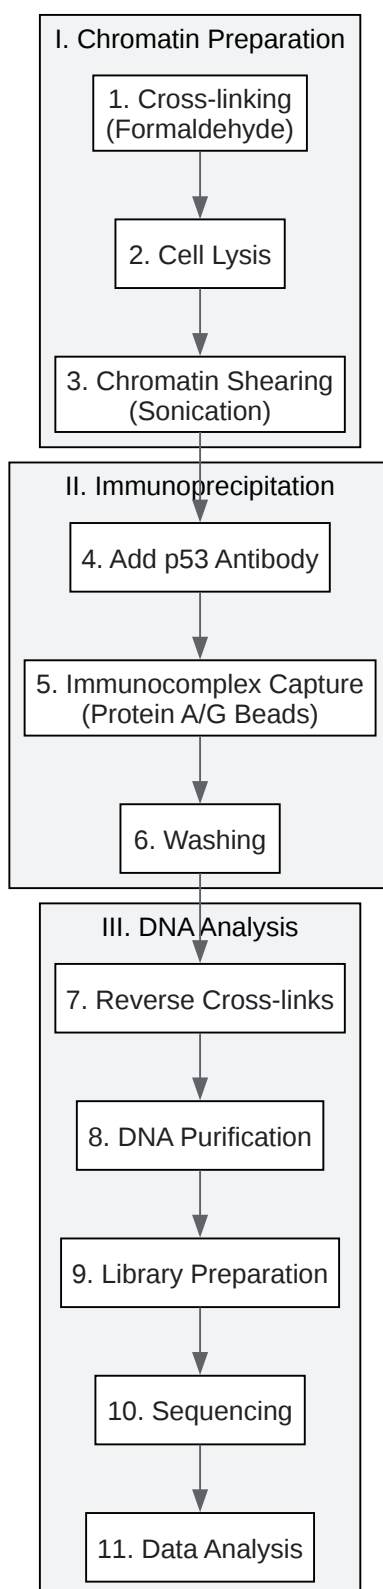 I. Chromatin Preparation
1. Cross-linking
(Formaldehyde)
2. Cell Lysis
3. Chromatin Shearing
(Sonication)
II. Immunoprecipitation
4. Add p53 Antibody
5. Immunocomplex Capture
(Protein A/G Beads)
6. Washing
III. DNA Analysis
7. Reverse Cross-links
8. DNA Purification
9. Library Preparation
10. Sequencing
11. Data Analysis